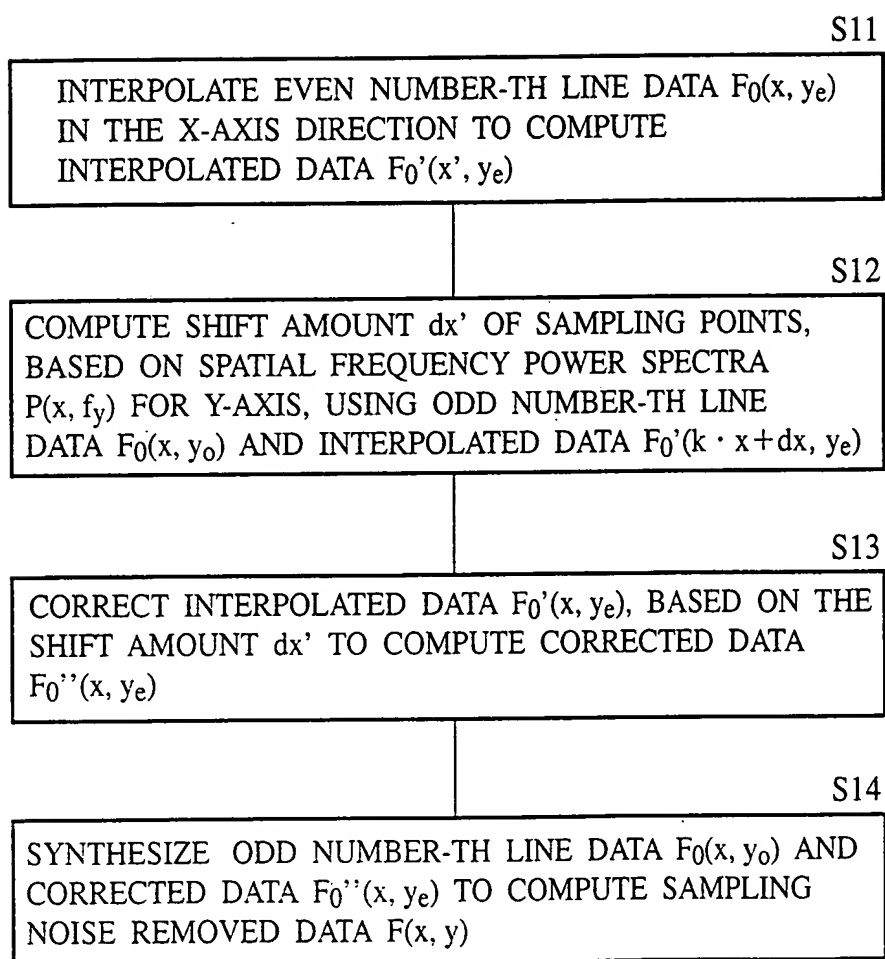 S11
INTERPOLATE EVEN NUMBER-TH LINE DATA F₀(x, yₑ)
IN THE X-AXIS DIRECTION TO COMPUTE
INTERPOLATED DATA F₀’(x’, yₑ)
S12
COMPUTE SHIFT AMOUNT dx’ OF SAMPLING POINTS,
BASED ON SPATIAL FREQUENCY POWER SPECTRA
P(x, f_y) FOR Y-AXIS, USING ODD NUMBER-TH LINE
DATA F₀(x, yₒ) AND INTERPOLATED DATA F₀’(k · x+dx, yₑ)
S13
CORRECT INTERPOLATED DATA F₀’(x, yₑ), BASED ON THE
SHIFT AMOUNT dx’ TO COMPUTE CORRECTED DATA
F₀’’(x, yₑ)
S14
SYNTHESIZE ODD NUMBER-TH LINE DATA F₀(x, yₒ) AND
CORRECTED DATA F₀’’(x, yₑ) TO COMPUTE SAMPLING
NOISE REMOVED DATA F(x, y)